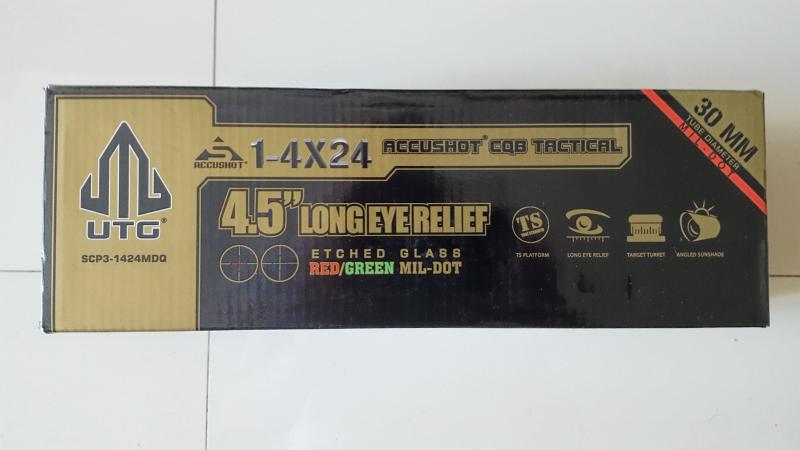 UTG®
SCP3-1424MDQ
ACCUSHOT®
1-4X24
ACCUSHOT® CQB TACTICAL
4.5" LONG EYE RELIEF
ETCHED GLASS
RED/GREEN MIL-DOT
TS
TS PLATFORM
LONG EYE RELIEF
TARGET TURRET
ANGLED SUNSHADE
30 MM
TUBE DIAMETER
MIL-DOT